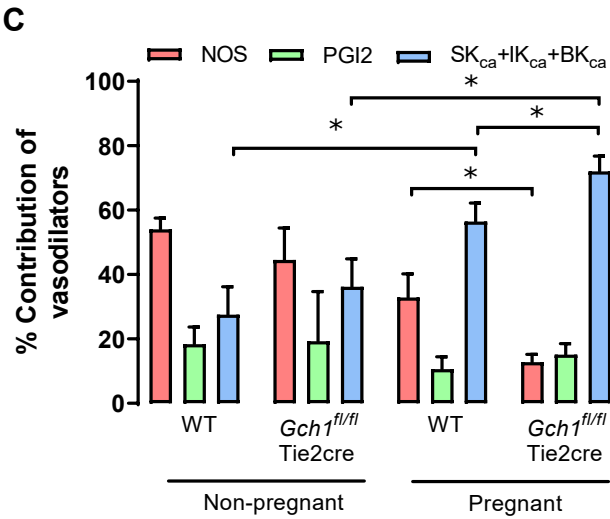 C
NOS PGI2 SKca+IKca+BKca
% Contribution of
vasodilators
100
80
60
40
20
0
* * * *
WT Gch1fl/fl Tie2cre WT Gch1fl/fl Tie2cre
Non-pregnant Pregnant